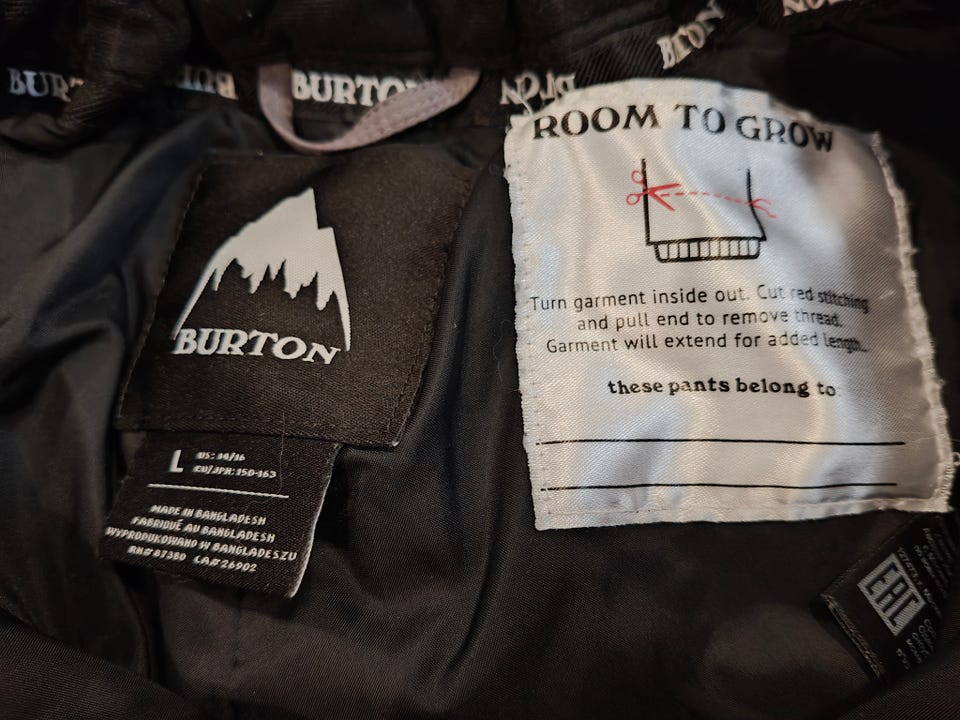 BURTON
BURTON
ROOM TO GROW
Turn garment inside out. Cut red stitching
and pull end to remove thread.
Garment will extend for added length.
these pants belong to
BURTON
L
US: 14/16
EU/JPN: 150-163
MADE IN BANGLADESH
FABRIQUÉ AU BANGLADESH
WYPRODUKOWANO W BANGLADESZU
RN# 87380 CA# 26902
EAC